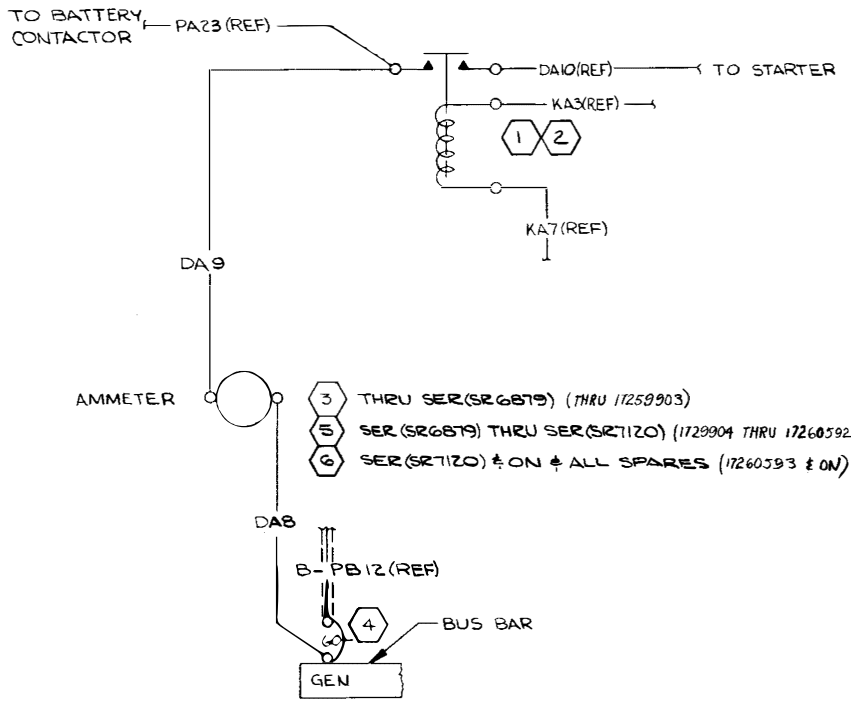 TO BATTERY
CONTACTOR
PA23 (REF)
DA10(REF)
TO STARTER
KA3(REF)
1
2
KA7(REF)
DA9
AMMETER
3 THRU SER(SR6879) (THRU 17259903)
5 SER(SR6879) THRU SER(SR7120) (1729904 THRU 17260592
6 SER(SR7120) & ON & ALL SPARES (17260593 & ON)
DA8
B-PB12(REF)
4
BUS BAR
GEN